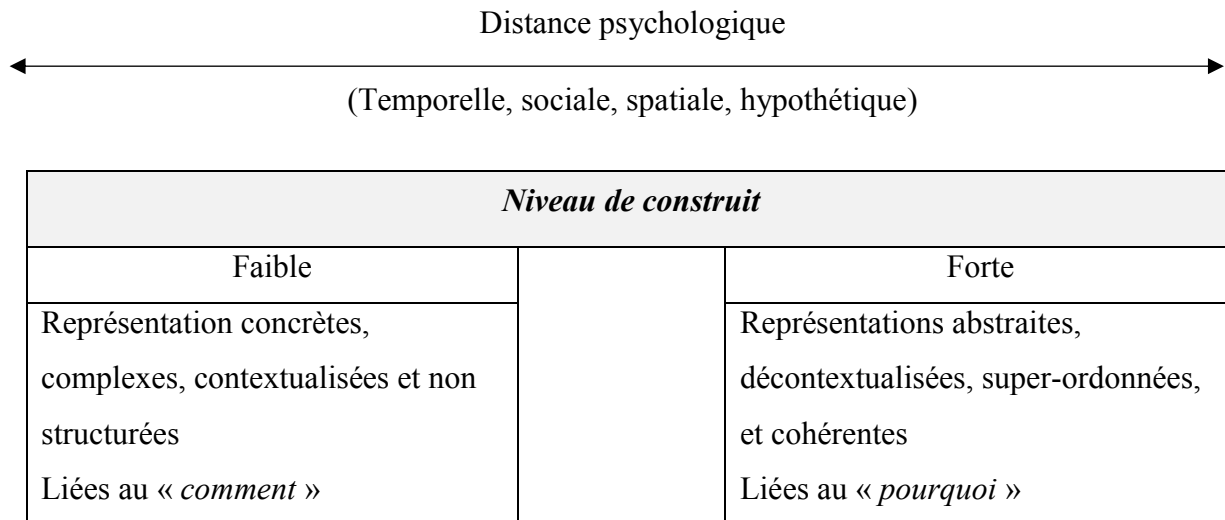 Distance psychologique
(Temporelle, sociale, spatiale, hypothétique)
Niveau de construit
Faible
Forte
Représentation concrètes,
complexes, contextualisées et non
structurées
Liées au « comment »
Représentations abstraites,
décontextualisées, super-ordonnées,
et cohérentes
Liées au « pourquoi »